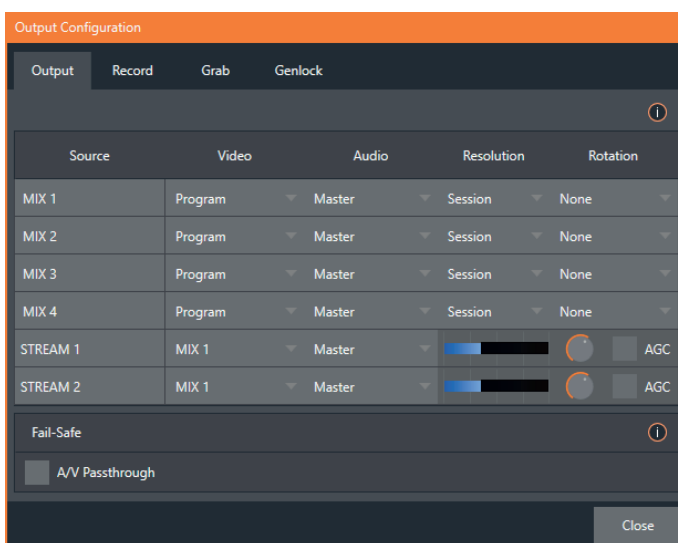 Output Configuration
Output Record Grab Genlock
Source Video Audio Resolution Rotation
MIX 1 Program Master Session None
MIX 2 Program Master Session None
MIX 3 Program Master Session None
MIX 4 Program Master Session None
STREAM 1 MIX 1 Master AGC
STREAM 2 MIX 1 Master AGC
Fail-Safe
A/V Passthrough
Close